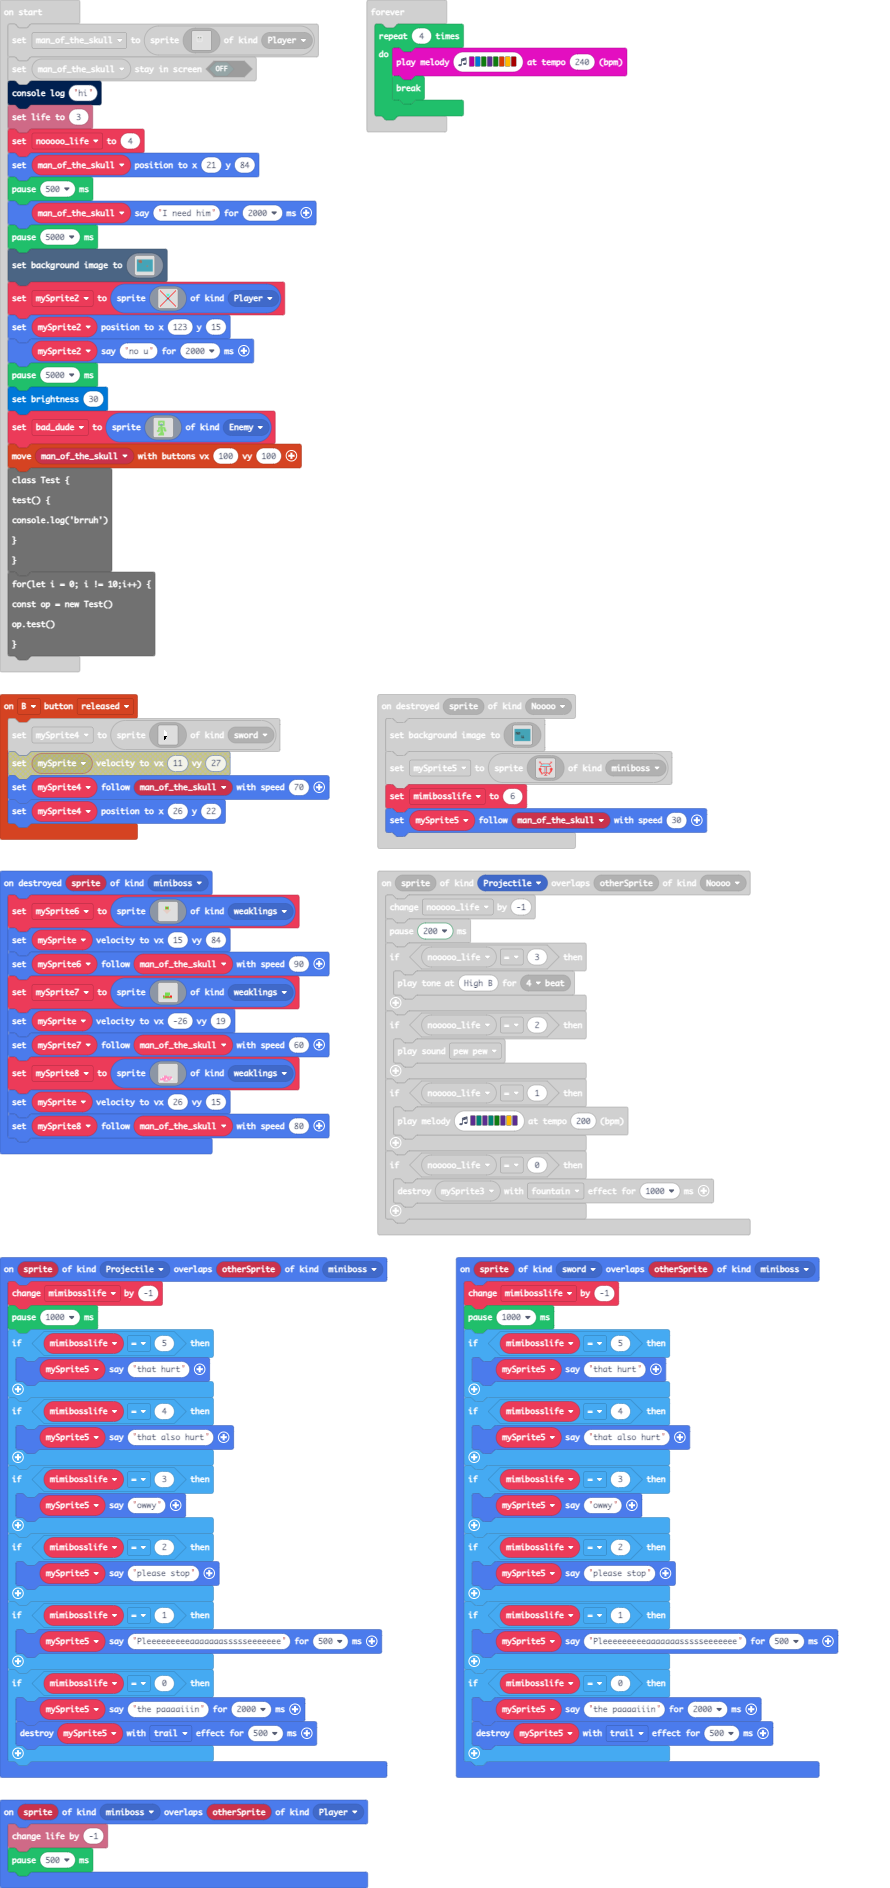 on start
set man_of_the_skull to sprite of kind Player
set man_of_the_skull stay in screen OFF
console log "hi"
set life to 3
set nooooo_life to 4
set man_of_the_skull position to x 21 y 84
pause 500 ms
man_of_the_skull say "I need him" for 2000 ms
pause 5000 ms
set background image to
set mySprite2 to sprite of kind Player
set mySprite2 position to x 123 y 15
mySprite2 say "no u" for 2000 ms
pause 5000 ms
set brightness 30
set bad_dude to sprite of kind Enemy
move man_of_the_skull with buttons vx 100 vy 100
class Test {
test() {
console.log('brruh')
}
}
for(let i = 0; i != 10;i++) {
const op = new Test()
op.test()
}
forever
repeat 4 times
do
play melody at tempo 240 (bpm)
break
on B button released
set mySprite4 to sprite of kind sword
set mySprite velocity to vx 11 vy 27
set mySprite4 follow man_of_the_skull with speed 70
set mySprite4 position to x 26 y 22
on destroyed sprite of kind Noooo
set background image to
set mySprite5 to sprite of kind miniboss
set mimibosslife to 6
set mySprite5 follow man_of_the_skull with speed 30
on destroyed sprite of kind miniboss
set mySprite6 to sprite of kind weaklings
set mySprite velocity to vx 15 vy 84
set mySprite6 follow man_of_the_skull with speed 90
set mySprite7 to sprite of kind weaklings
set mySprite velocity to vx -26 vy 19
set mySprite7 follow man_of_the_skull with speed 60
set mySprite8 to sprite of kind weaklings
set mySprite velocity to vx 26 vy 15
set mySprite8 follow man_of_the_skull with speed 80
on sprite of kind Projectile overlaps otherSprite of kind Noooo
change nooooo_life by -1
pause 200 ms
if nooooo_life = 3 then
play tone at High B for 4 beat
if nooooo_life = 2 then
play sound pew pew
if nooooo_life = 1 then
play melody at tempo 200 (bpm)
if nooooo_life = 0 then
destroy mySprite3 with fountain effect for 1000 ms
on sprite of kind Projectile overlaps otherSprite of kind miniboss
change mimibosslife by -1
pause 1000 ms
if mimibosslife = 5 then
mySprite5 say "that hurt"
if mimibosslife = 4 then
mySprite5 say "that also hurt"
if mimibosslife = 3 then
mySprite5 say "owwy"
if mimibosslife = 2 then
mySprite5 say "please stop"
if mimibosslife = 1 then
mySprite5 say "Pleeeeeeeeeaaaaaaassssseeeeeee" for 500 ms
if mimibosslife = 0 then
mySprite5 say "the paaaaiiin" for 2000 ms
destroy mySprite5 with trail effect for 500 ms
on sprite of kind sword overlaps otherSprite of kind miniboss
change mimibosslife by -1
pause 1000 ms
if mimibosslife = 5 then
mySprite5 say "that hurt"
if mimibosslife = 4 then
mySprite5 say "that also hurt"
if mimibosslife = 3 then
mySprite5 say "owwy"
if mimibosslife = 2 then
mySprite5 say "please stop"
if mimibosslife = 1 then
mySprite5 say "Pleeeeeeeeeaaaaaaassssseeeeeee" for 500 ms
if mimibosslife = 0 then
mySprite5 say "the paaaaiiin" for 2000 ms
destroy mySprite5 with trail effect for 500 ms
on sprite of kind miniboss overlaps otherSprite of kind Player
change life by -1
pause 500 ms